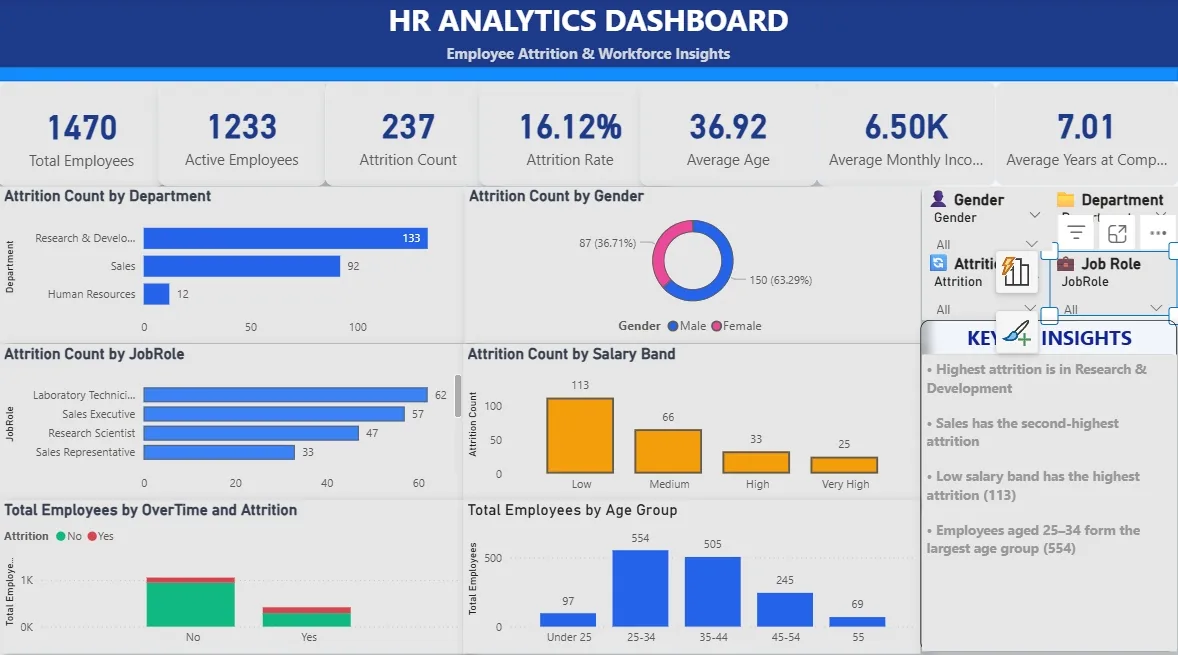 HR ANALYTICS DASHBOARD
Employee Attrition & Workforce Insights
1470
Total Employees
1233
Active Employees
237
Attrition Count
16.12%
Attrition Rate
36.92
Average Age
6.50K
Average Monthly Inco...
7.01
Average Years at Comp...
Attrition Count by Department
Department
Research & Develo...
133
Sales
92
Human Resources
12
0
50
100
Attrition Count by Gender
87 (36.71%)
150 (63.29%)
Gender
Male
Female
Gender
Gender
All
Department
All
Attrition
All
Job Role
JobRole
All
Attrition Count by JobRole
JobRole
Laboratory Technici...
62
Sales Executive
57
Research Scientist
47
Sales Representative
33
0
20
40
60
Attrition Count by Salary Band
Attrition Count
100
50
0
113
66
33
25
Low
Medium
High
Very High
KEY INSIGHTS
• Highest attrition is in Research &
Development
• Sales has the second-highest
attrition
• Low salary band has the highest
attrition (113)
• Employees aged 25–34 form the
largest age group (554)
Total Employees by OverTime and Attrition
Attrition
No
Yes
Total Employe...
1K
0K
No
Yes
Total Employees by Age Group
Total Employees
500
0
97
554
505
245
69
Under 25
25-34
35-44
45-54
55